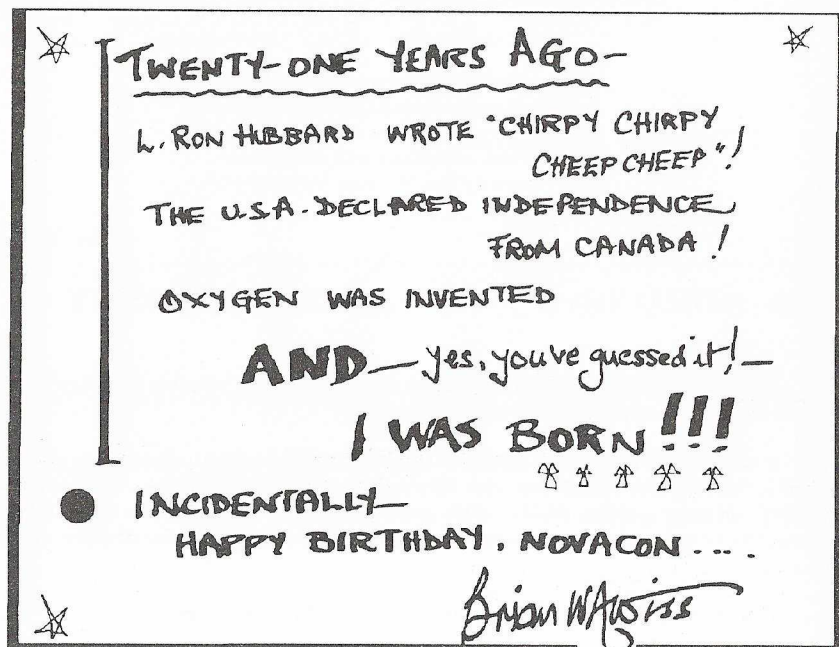 TWENTY-ONE YEARS AGO—
L. RON HUBBARD WROTE "CHIRPY CHIRPY
CHEEP CHEEP"!
THE U.S.A. DECLARED INDEPENDENCE
FROM CANADA!
OXYGEN WAS INVENTED
AND— yes, you've guessed it! —
I WAS BORN!!!
INCIDENTALLY—
HAPPY BIRTHDAY, NOVACON ....
Brian W Aldiss